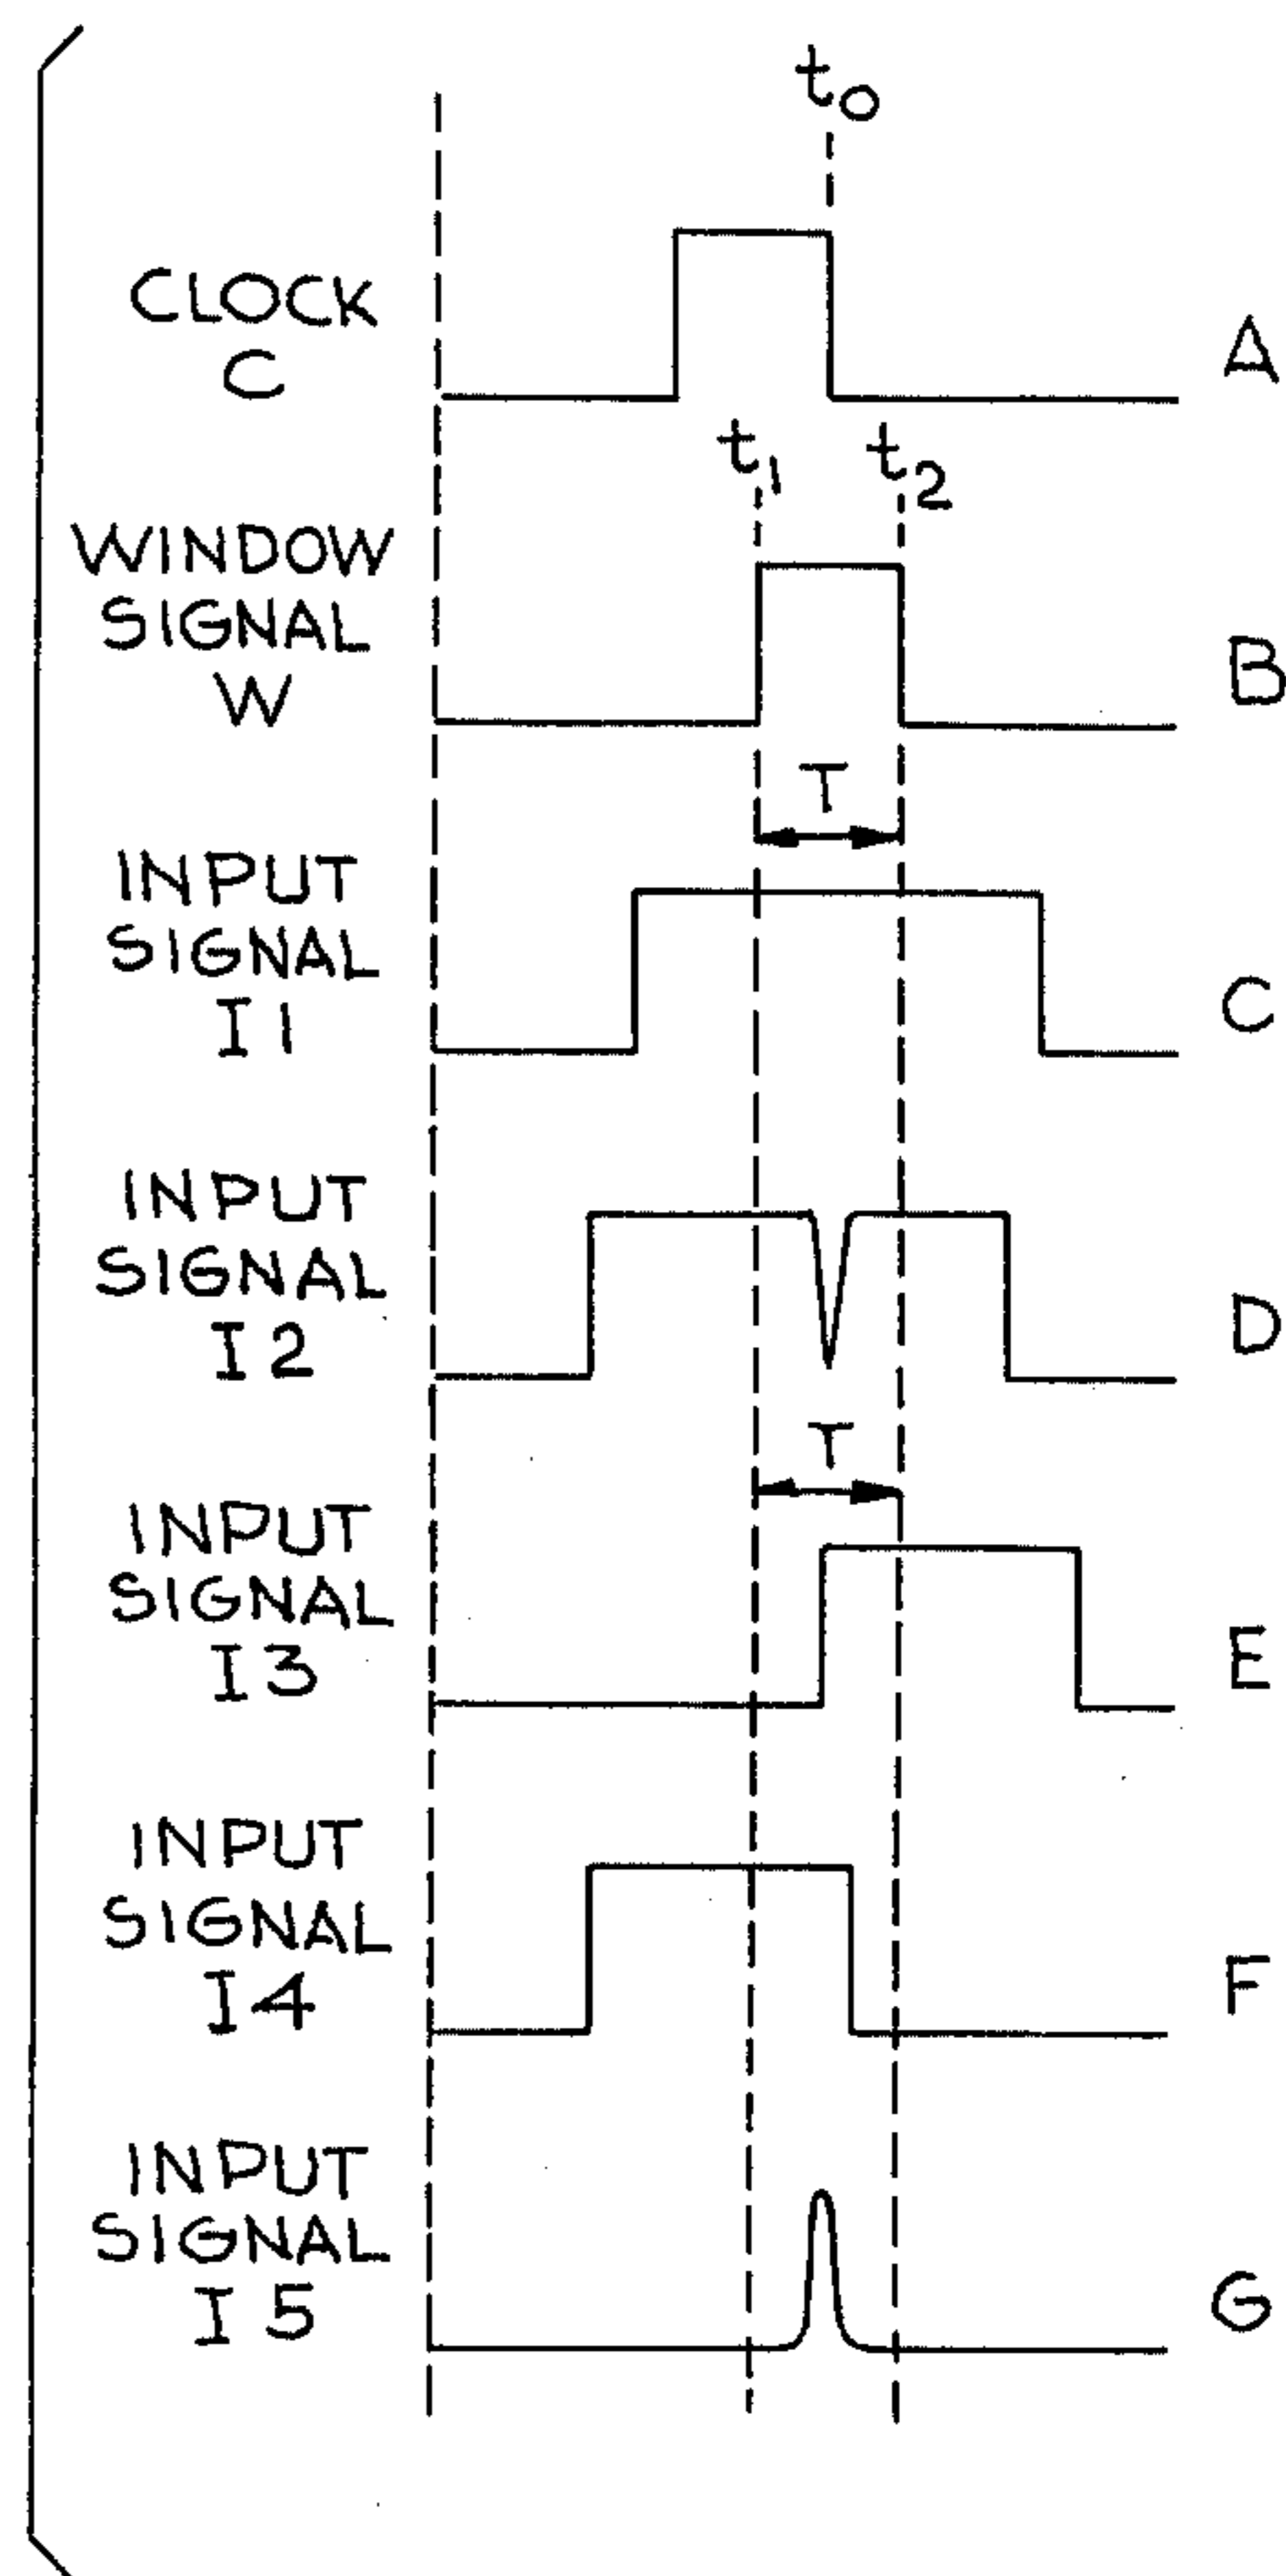 t0
CLOCK
C
A
t1
t2
WINDOW
SIGNAL
W
B
T
INPUT
SIGNAL
I1
C
INPUT
SIGNAL
I2
D
T
INPUT
SIGNAL
I3
E
INPUT
SIGNAL
I4
F
INPUT
SIGNAL
I5
G